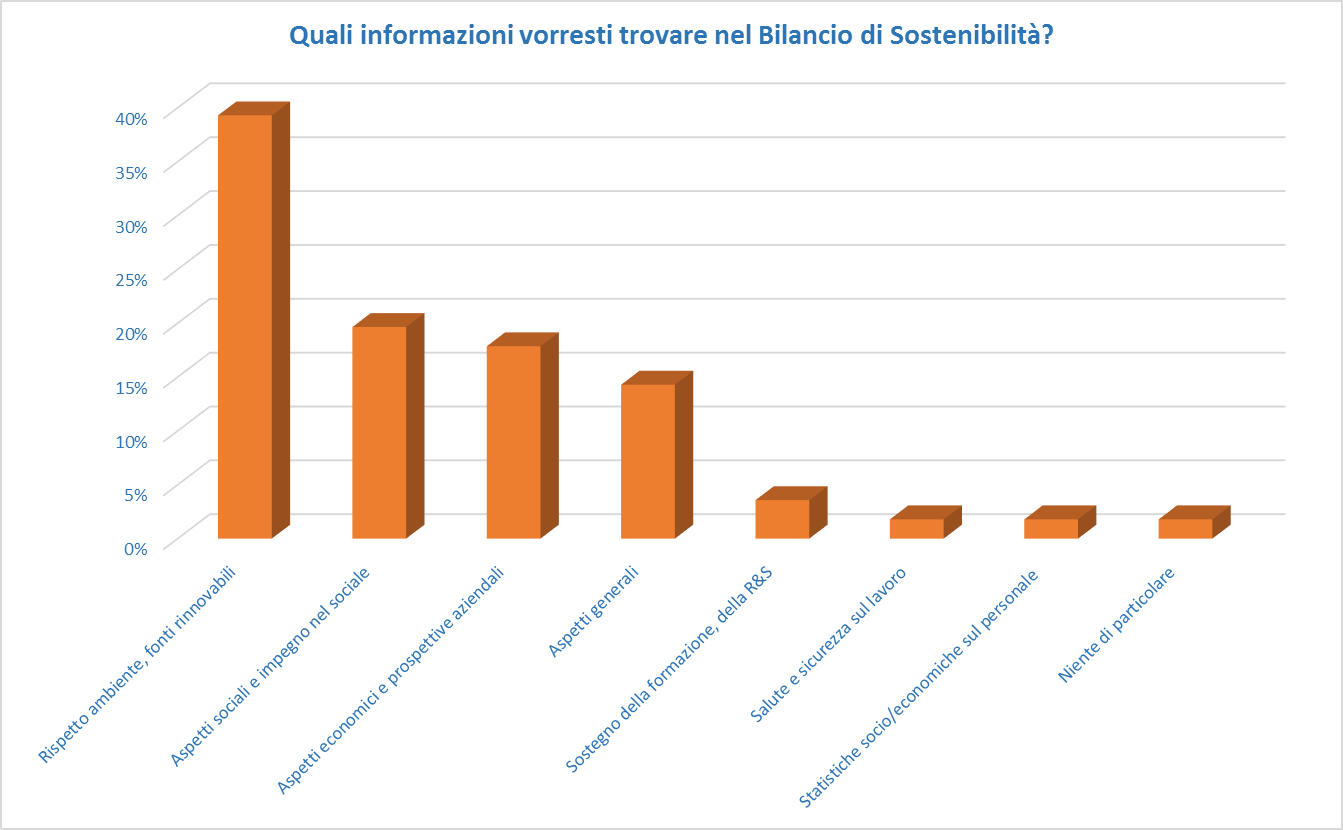 Quali informazioni vorresti trovare nel Bilancio di Sostenibilità?
40%
35%
30%
25%
20%
15%
10%
5%
0%
Rispetto ambiente, fonti rinnovabili
Aspetti sociali e impegno nel sociale
Aspetti economici e prospettive aziendali
Aspetti generali
Sostegno della formazione, della R&S
Salute e sicurezza sul lavoro
Statistiche socio/economiche sul personale
Niente di particolare